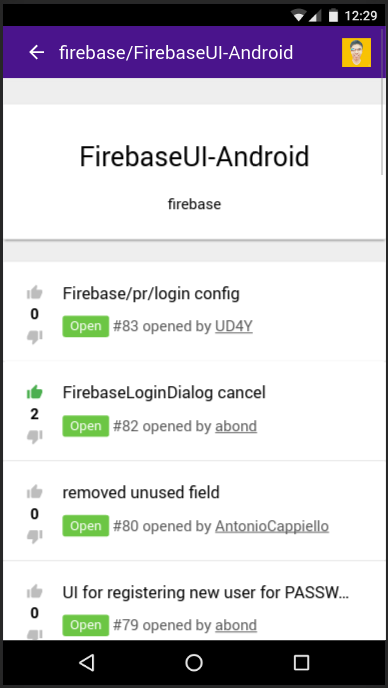 12:29
firebase/FirebaseUI-Android
FirebaseUI-Android
firebase
Firebase/pr/login config
0
Open #83 opened by UD4Y
FirebaseLoginDialog cancel
2
Open #82 opened by abond
removed unused field
0
Open #80 opened by AntonioCappiello
UI for registering new user for PASSW...
0
Open #79 opened by abond